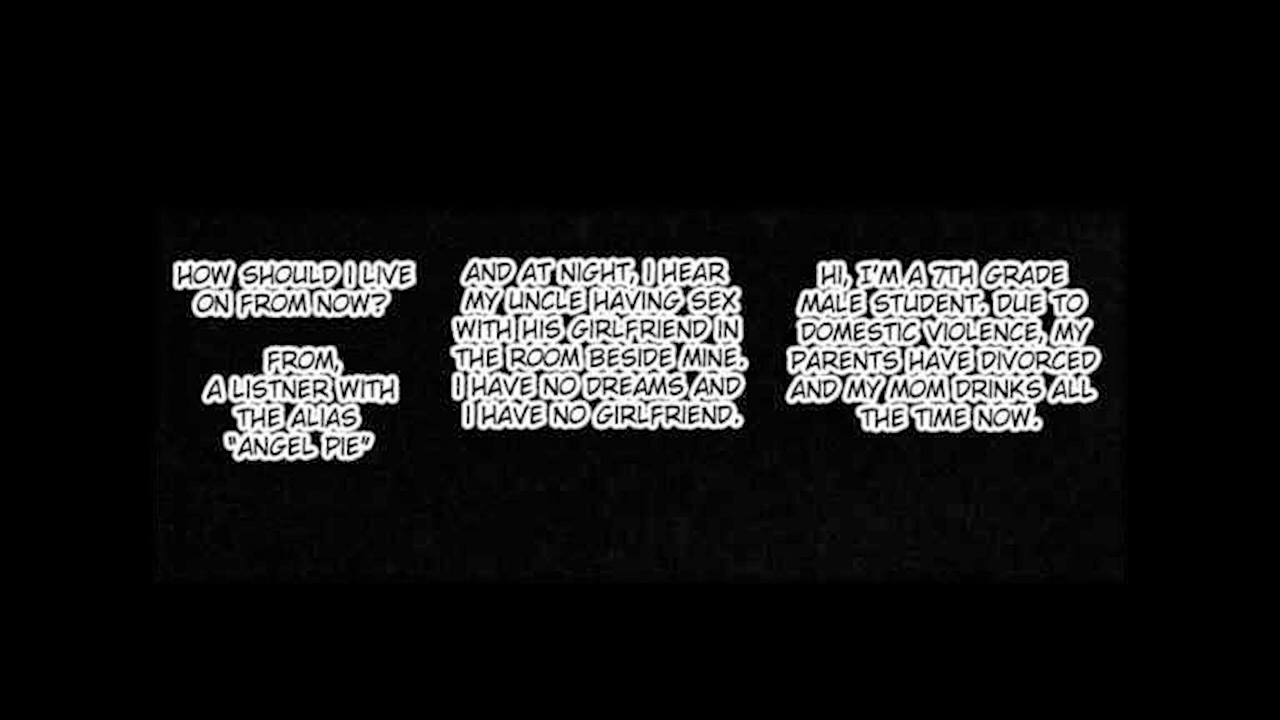 HI, I'M A 7TH GRADE
MALE STUDENT. DUE TO
DOMESTIC VIOLENCE, MY
PARENTS HAVE DIVORCED
AND MY MOM DRINKS ALL
THE TIME NOW.
AND AT NIGHT, I HEAR
MY UNCLE HAVING SEX
WITH HIS GIRLFRIEND IN
THE ROOM BESIDE MINE.
I HAVE NO DREAMS AND
I HAVE NO GIRLFRIEND.
HOW SHOULD I LIVE
ON FROM NOW?
FROM,
A LISTNER WITH
THE ALIAS
"ANGEL PIE"